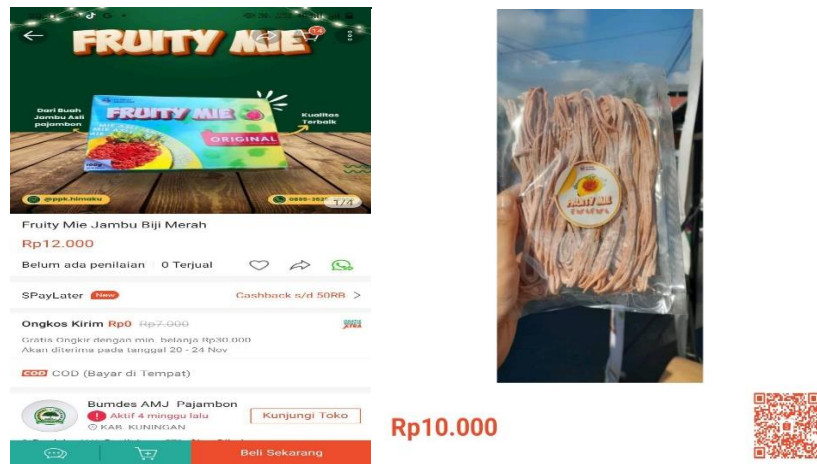 FRUITY MIE
14
Dari Buah
Jambu Asli
pajambon
FRUITY MIE
ORIGINAL
Kualitas
Terbaik
@ppk.himaku
1/4
Fruity Mie Jambu Biji Merah
Rp12.000
Belum ada penilaian
0 Terjual
SPayLater New
Cashback s/d 50RB >
Ongkos Kirim Rp0 Rp7.000
GRATIS
XTRA
Gratis Ongkir dengan min. belanja Rp30.000
Akan diterima pada tanggal 20 - 24 Nov
COD COD (Bayar di Tempat)
Bumdes AMJ Pajambon
Aktif 4 minggu lalu
KAB. KUNINGAN
Kunjungi Toko
Beli Sekarang
FRUITY MIE
Rp10.000